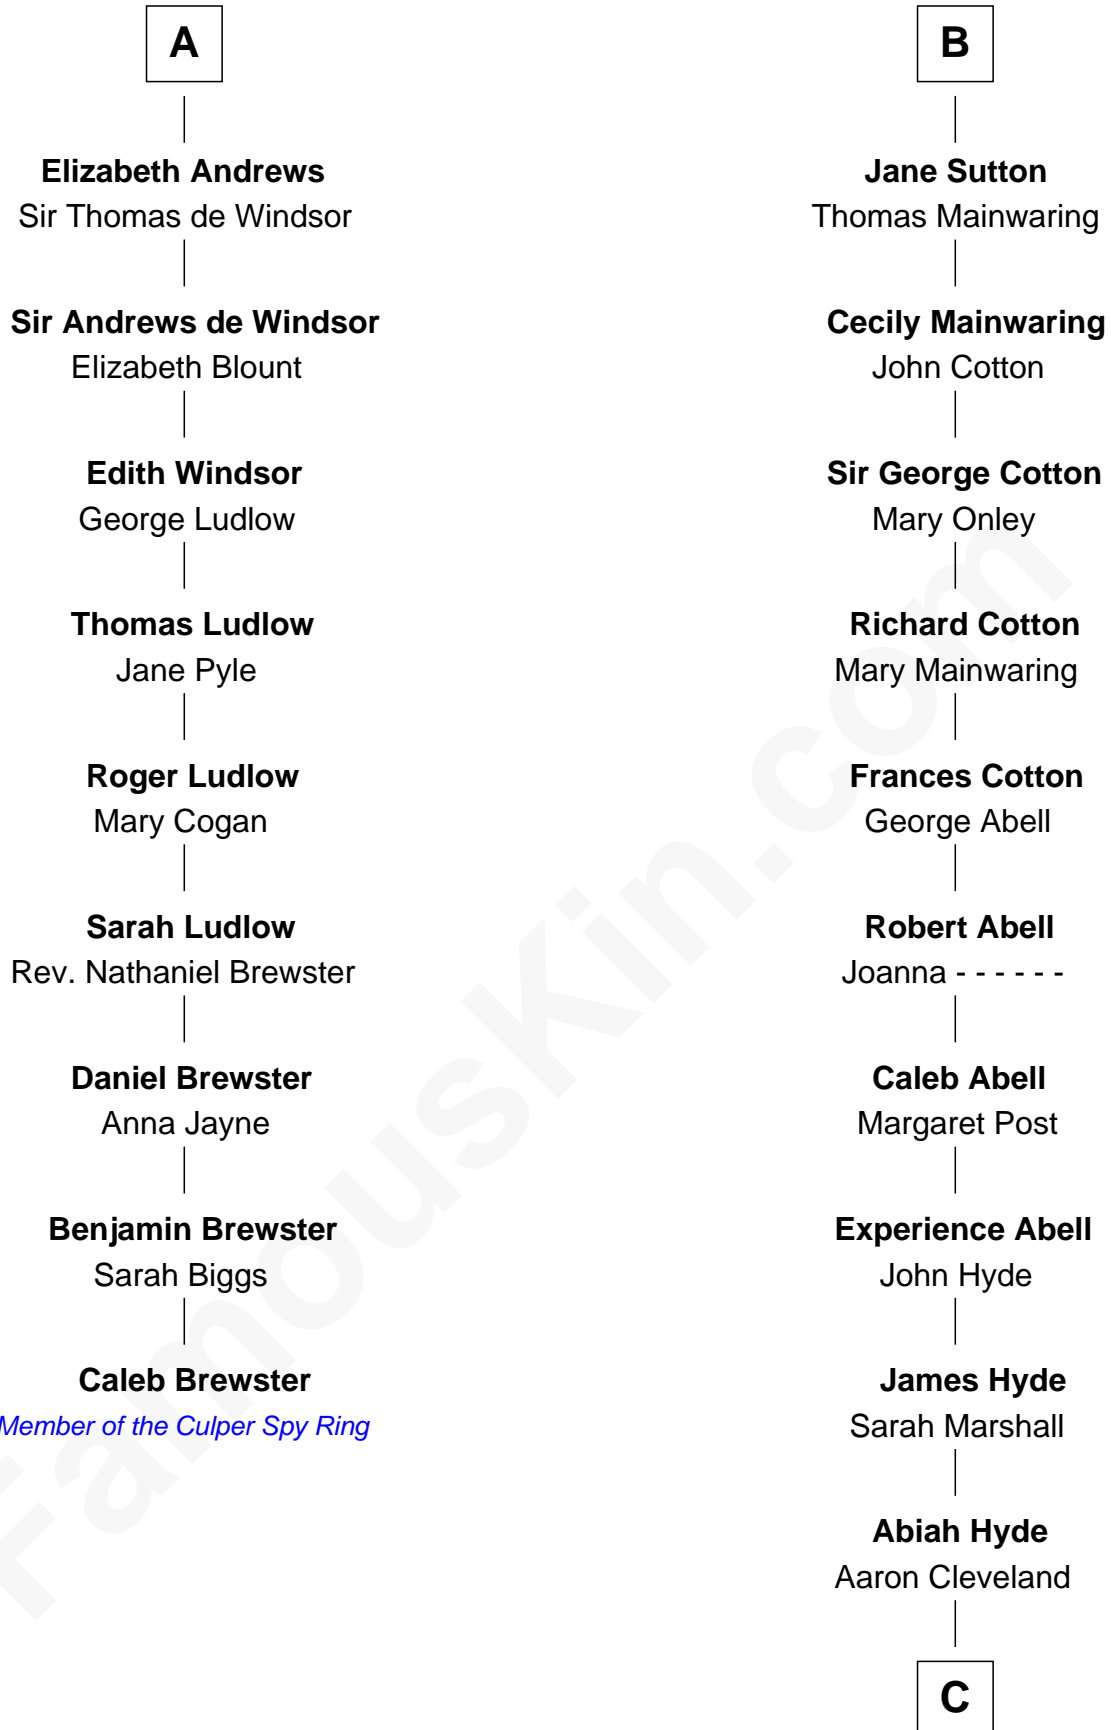 A
Elizabeth Andrews
Sir Thomas de Windsor
Sir Andrews de Windsor
Elizabeth Blount
Edith Windsor
George Ludlow
Thomas Ludlow
Jane Pyle
Roger Ludlow
Mary Cogan
Sarah Ludlow
Rev. Nathaniel Brewster
Daniel Brewster
Anna Jayne
Benjamin Brewster
Sarah Biggs
Caleb Brewster
Member of the Culper Spy Ring
B
Jane Sutton
Thomas Mainwaring
Cecily Mainwaring
John Cotton
Sir George Cotton
Mary Onley
Richard Cotton
Mary Mainwaring
Frances Cotton
George Abell
Robert Abell
Joanna - - - - - -
Caleb Abell
Margaret Post
Experience Abell
John Hyde
James Hyde
Sarah Marshall
Abiah Hyde
Aaron Cleveland
C
FamousKin.com